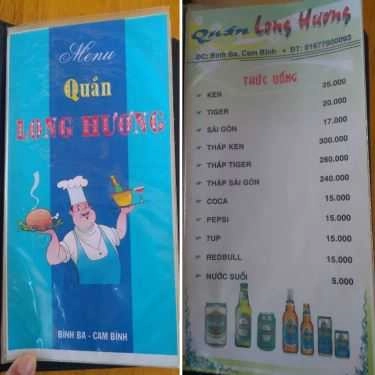 Menu
Quán
LONG HƯƠNG
BÌNH BA - CAM BÌNH
Quán Long Hương
ĐC: Bình Ba, Cam Bình • ĐT: 01677900093
THỨC UỐNG
KEN 25.000
TIGER 20.000
SÀI GÒN 17.000
THÁP KEN 300.000
THÁP TIGER 260.000
THÁP SÀI GÒN 240.000
COCA 15.000
PEPSI 15.000
7UP 15.000
REDBULL 15.000
NƯỚC SUỐI 5.000